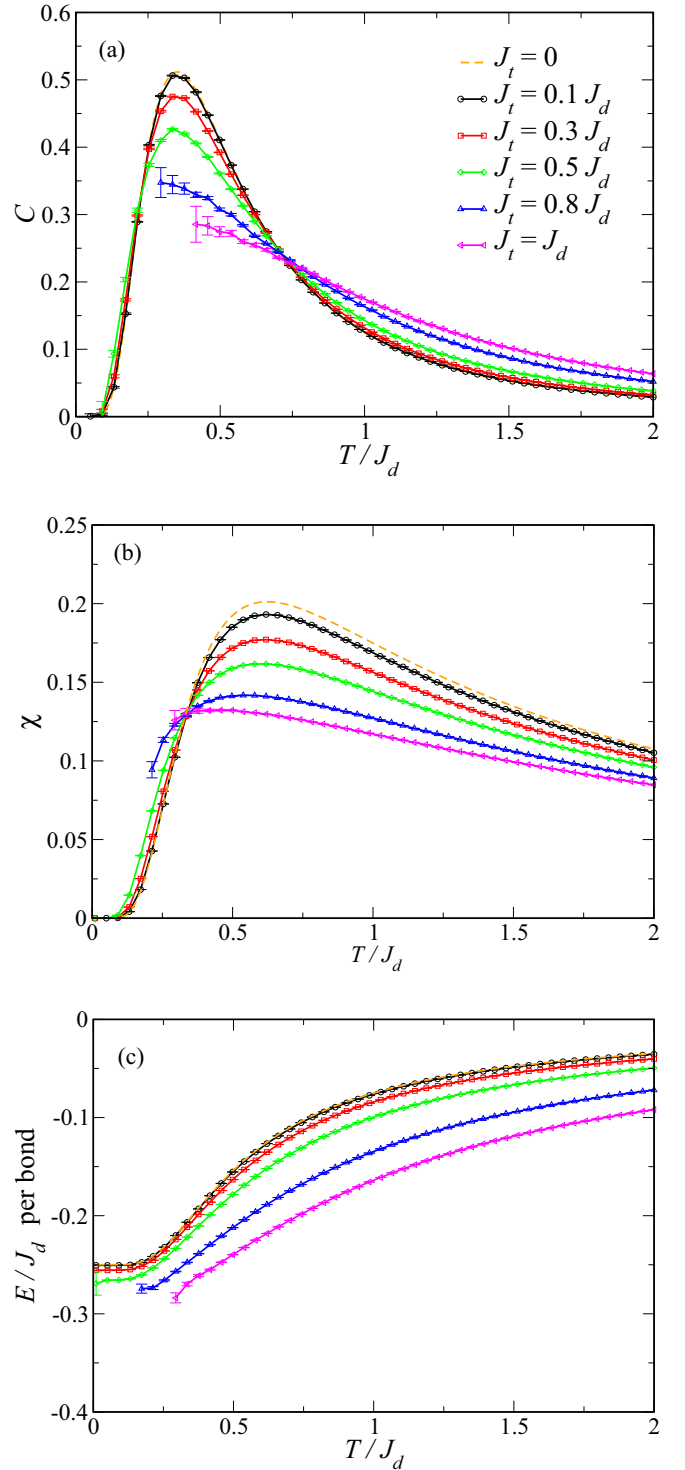 (a)
J_t = 0
J_t = 0.1 J_d
J_t = 0.3 J_d
J_t = 0.5 J_d
J_t = 0.8 J_d
J_t = J_d
C
0.6
0.5
0.4
0.3
0.2
0.1
0
0 0.5 1 1.5 2
T / J_d
(b)
χ
0.25
0.2
0.15
0.1
0.05
0
0 0.5 1 1.5 2
T / J_d
(c)
E / J_d per bond
0
-0.1
-0.2
-0.3
-0.4
0 0.5 1 1.5 2
T / J_d